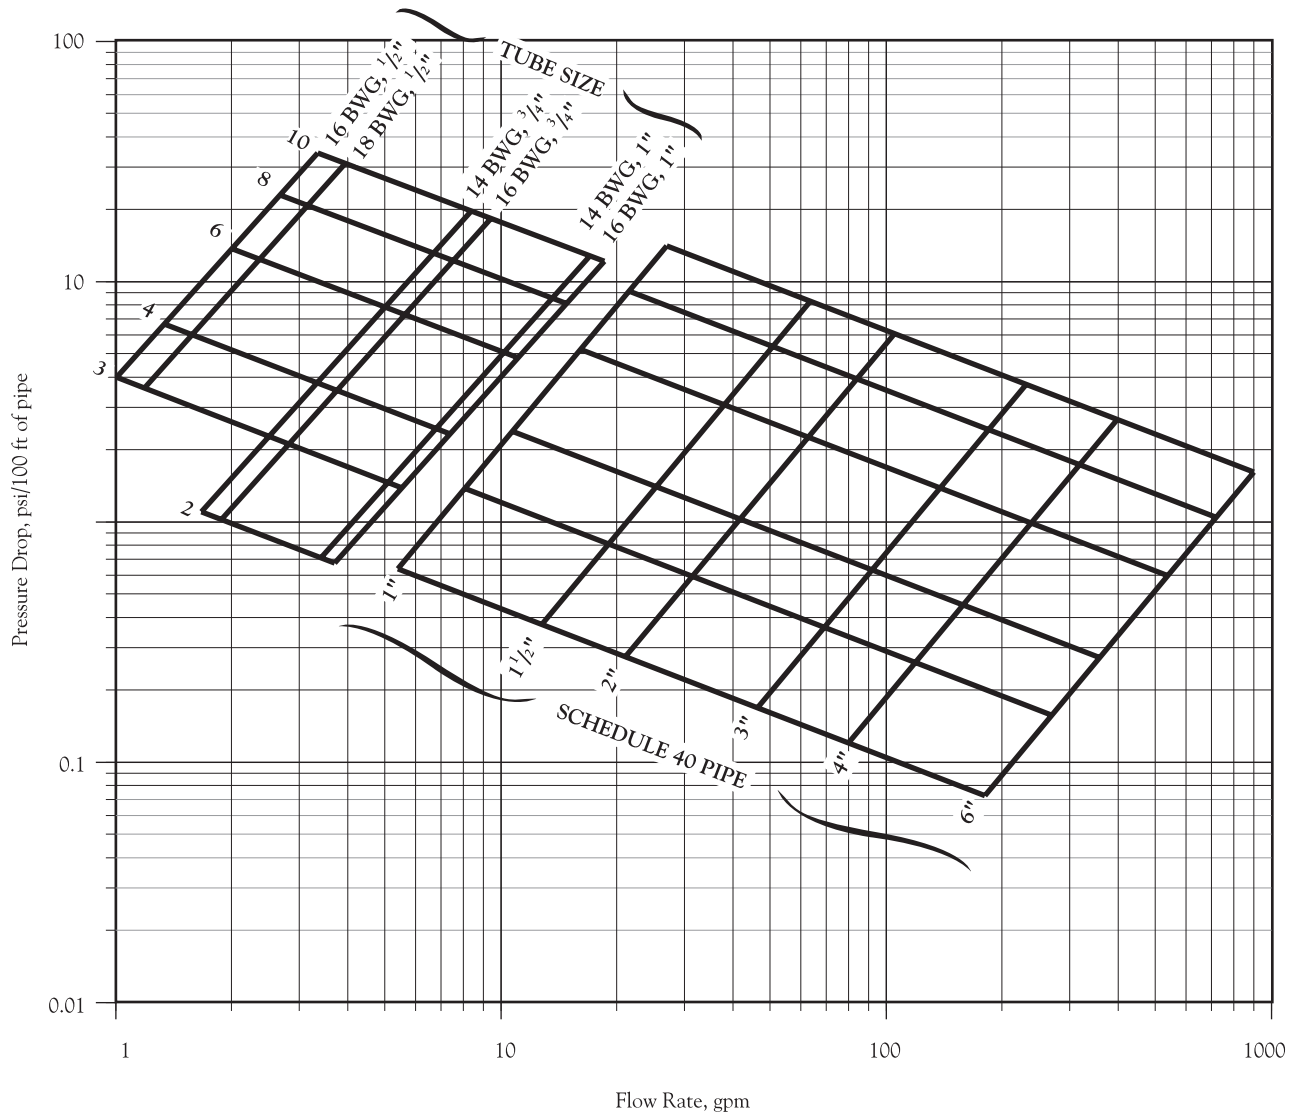 TUBE SIZE
16 BWG, 1/2"
18 BWG, 1/2"
14 BWG, 3/4"
16 BWG, 3/4"
14 BWG, 1"
16 BWG, 1"
100
10
8
6
4
3
2
10
0.1
0.01
Pressure Drop, psi/100 ft of pipe
1"
1 1/2"
2"
3"
4"
6"
SCHEDULE 40 PIPE
1
10
100
1000
Flow Rate, gpm